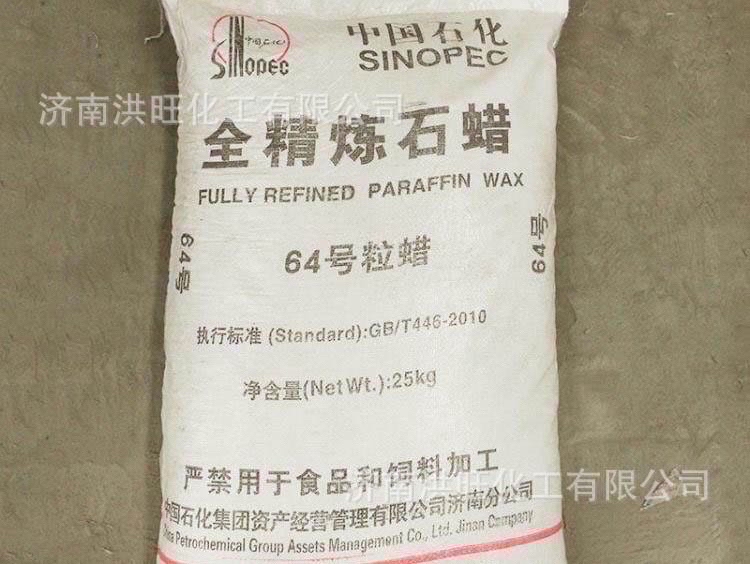 中国石化
SINOPEC
中国石化
SINOPEC
济南洪旺化工有限公司
全精炼石蜡
FULLY REFINED PARAFFIN WAX
64号
64号
64号粒蜡
执行标准 (Standard):GB/T446-2010
净含量(Net Wt.):25kg
严禁用于食品和饲料加工
济南洪旺化工有限公司
中国石化集团资产经营管理有限公司济南分公司
Petrochemical Group Assets Management Co., Ltd. Jinan Company